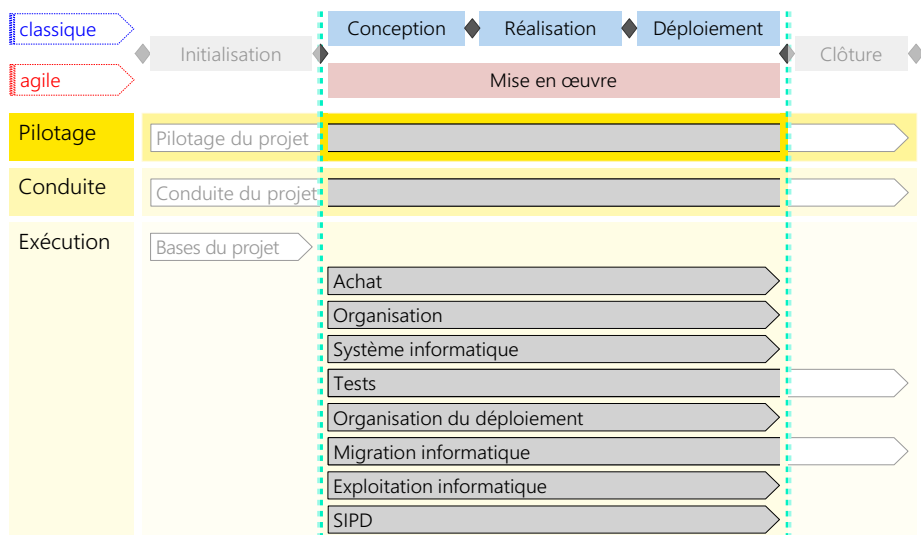 classique
Conception
Réalisation
Déploiement
Initialisation
Clôture
agile
Mise en œuvre
Pilotage
Pilotage du projet
Conduite
Conduite du projet
Exécution
Bases du projet
Achat
Organisation
Système informatique
Tests
Organisation du déploiement
Migration informatique
Exploitation informatique
SIPD